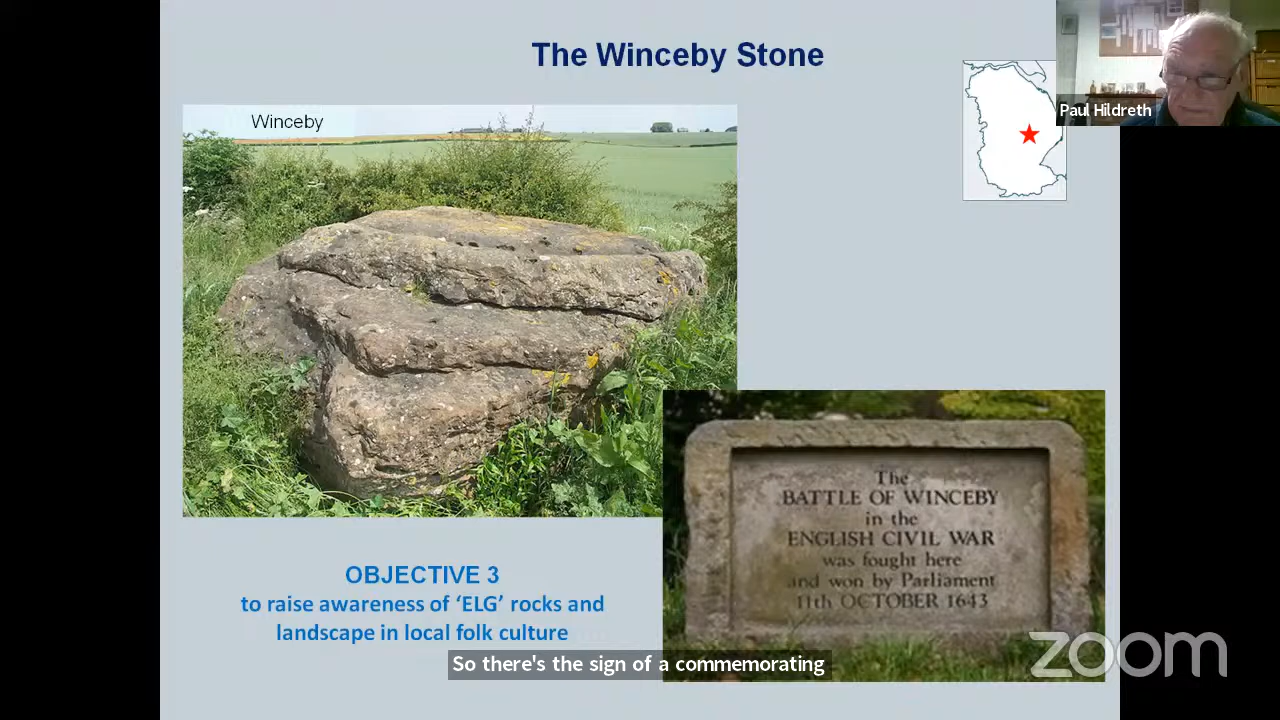 The Winceby Stone
Winceby
Paul Hildreth
The
BATTLE OF WINCEBY
in the
ENGLISH CIVIL WAR
was fought here
and won by Parliament
11th OCTOBER 1643
OBJECTIVE 3
to raise awareness of ‘ELG’ rocks and
landscape in local folk culture
So there's the sign of a commemorating
zoom